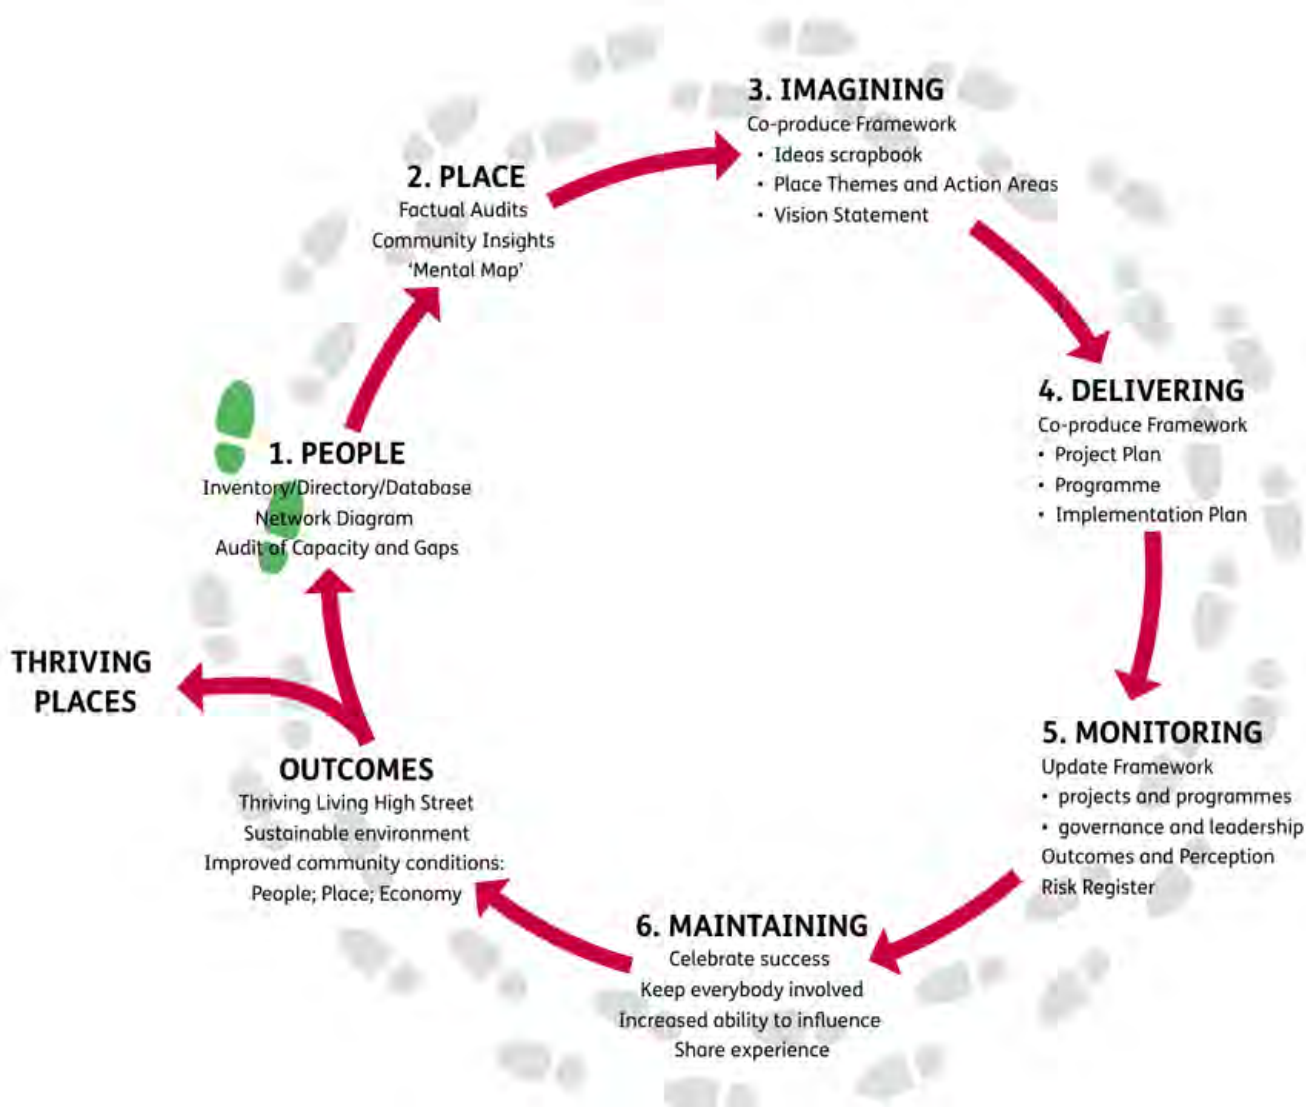 1. PEOPLE
Inventory/Directory/Database
Network Diagram
Audit of Capacity and Gaps
2. PLACE
Factual Audits
Community Insights
‘Mental Map’
3. IMAGINING
Co-produce Framework
• Ideas scrapbook
• Place Themes and Action Areas
• Vision Statement
4. DELIVERING
Co-produce Framework
• Project Plan
• Programme
• Implementation Plan
5. MONITORING
Update Framework
• projects and programmes
• governance and leadership
Outcomes and Perception
Risk Register
6. MAINTAINING
Celebrate success
Keep everybody involved
Increased ability to influence
Share experience
OUTCOMES
Thriving Living High Street
Sustainable environment
Improved community conditions:
People; Place; Economy
THRIVING
PLACES